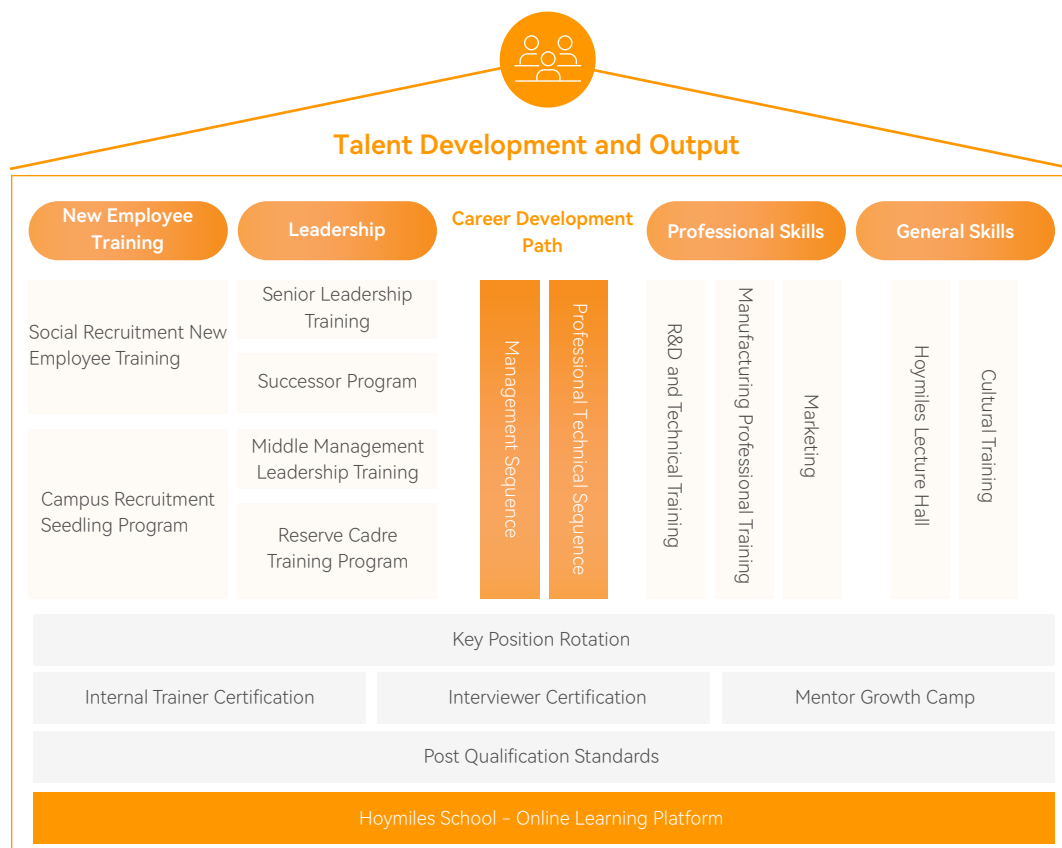 Talent Development and Output
New Employee
Training
Leadership
Career Development
Path
Professional Skills
General Skills
Social Recruitment New
Employee Training
Campus Recruitment
Seedling Program
Senior Leadership
Training
Successor Program
Middle Management
Leadership Training
Reserve Cadre
Training Program
Management Sequence
Professional Technical Sequence
R&D and Technical Training
Manufacturing Professional Training
Marketing
Hoymiles Lecture Hall
Cultural Training
Key Position Rotation
Internal Trainer Certification
Interviewer Certification
Mentor Growth Camp
Post Qualification Standards
Hoymiles School – Online Learning Platform